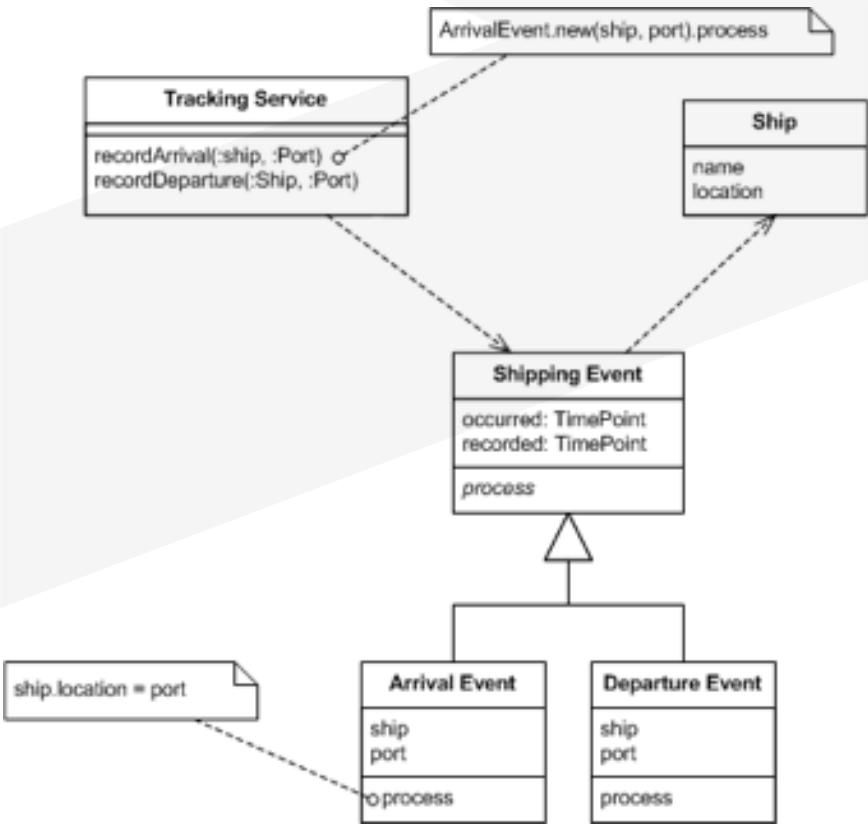 ArrivalEvent.new(ship, port).process
Tracking Service
recordArrival(:ship, :Port)
recordDeparture(:Ship, :Port)
Ship
name
location
Shipping Event
occurred: TimePoint
recorded: TimePoint
process
ship.location = port
Arrival Event
ship
port
process
Departure Event
ship
port
process